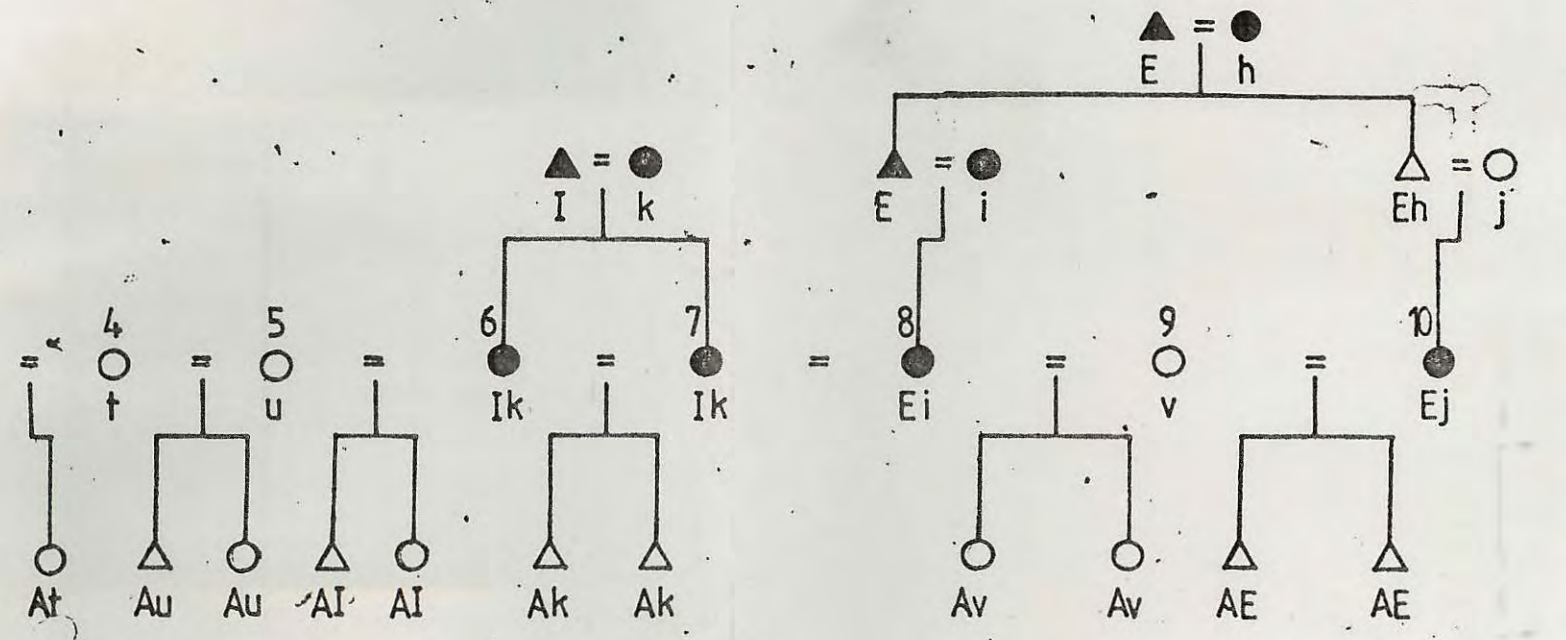 E h
I k E i Eh j
4 5 6 7 8 9 10
= = = = = = = =
t u Ik Ik Ei v Ej
At Au Au AI AI Ak Ak Av Av AE AE